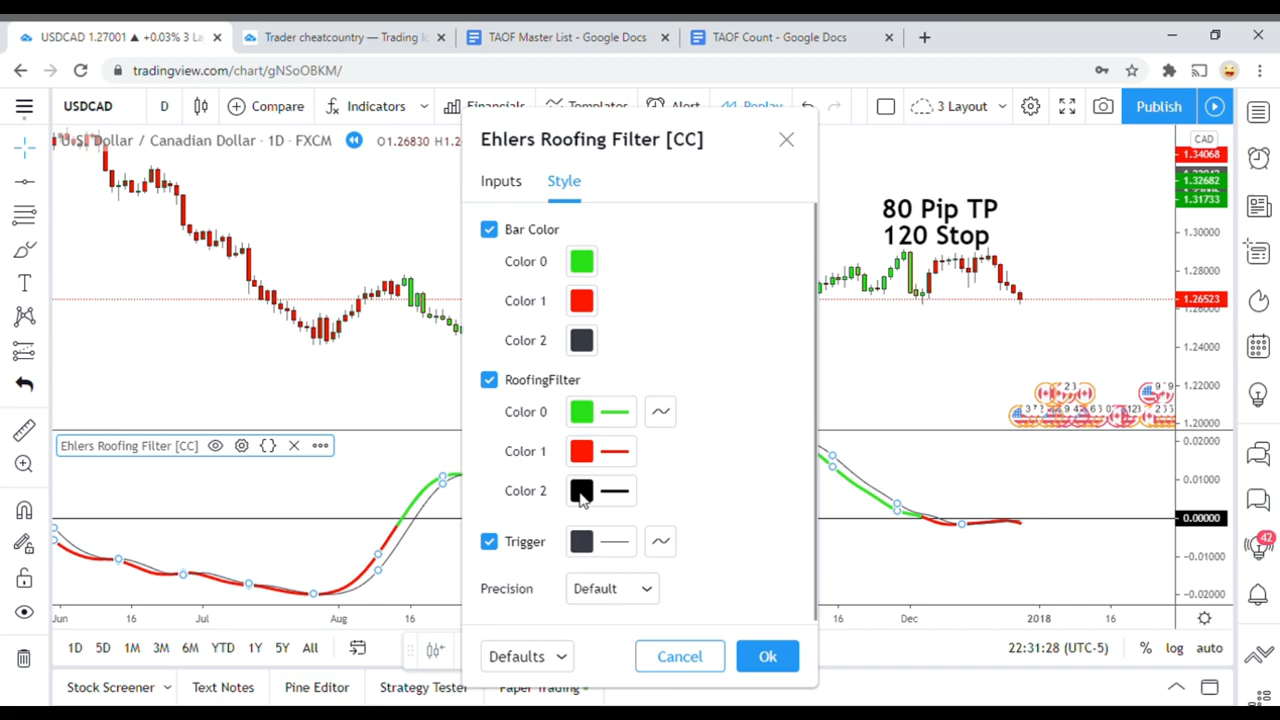 USDCAD 1.27001 ▲ +0.03% 3 La
Trader cheatcountry — Trading Id
TAOF Master List - Google Docs
TAOF Count - Google Docs
tradingview.com/chart/gNSoOBKM/
USDCAD
D
Compare
Indicators
Financials
Templates
Alert
Replay
3 Layout
Publish
U.S. Dollar / Canadian Dollar · 1D · FXCM
O1.26830 H1.2
CAD
1.34068
1.32682
1.31733
1.30000
1.28000
1.26523
1.24000
1.22000
1.20000
80 Pip TP
120 Stop
Ehlers Roofing Filter [CC]
Inputs
Style
Bar Color
Color 0
Color 1
Color 2
RoofingFilter
Color 0
Color 1
Color 2
Trigger
Precision
Default
Defaults
Cancel
Ok
Ehlers Roofing Filter [CC]
0.02000
0.01000
0.00000
-0.01000
-0.02000
42
Jun
16
Jul
Aug
16
16
Dec
2018
16
1D 5D 1M 3M 6M YTD 1Y 5Y All
22:31:28 (UTC-5)
% log auto
Stock Screener
Text Notes
Pine Editor
Strategy Tester
Paper Trading